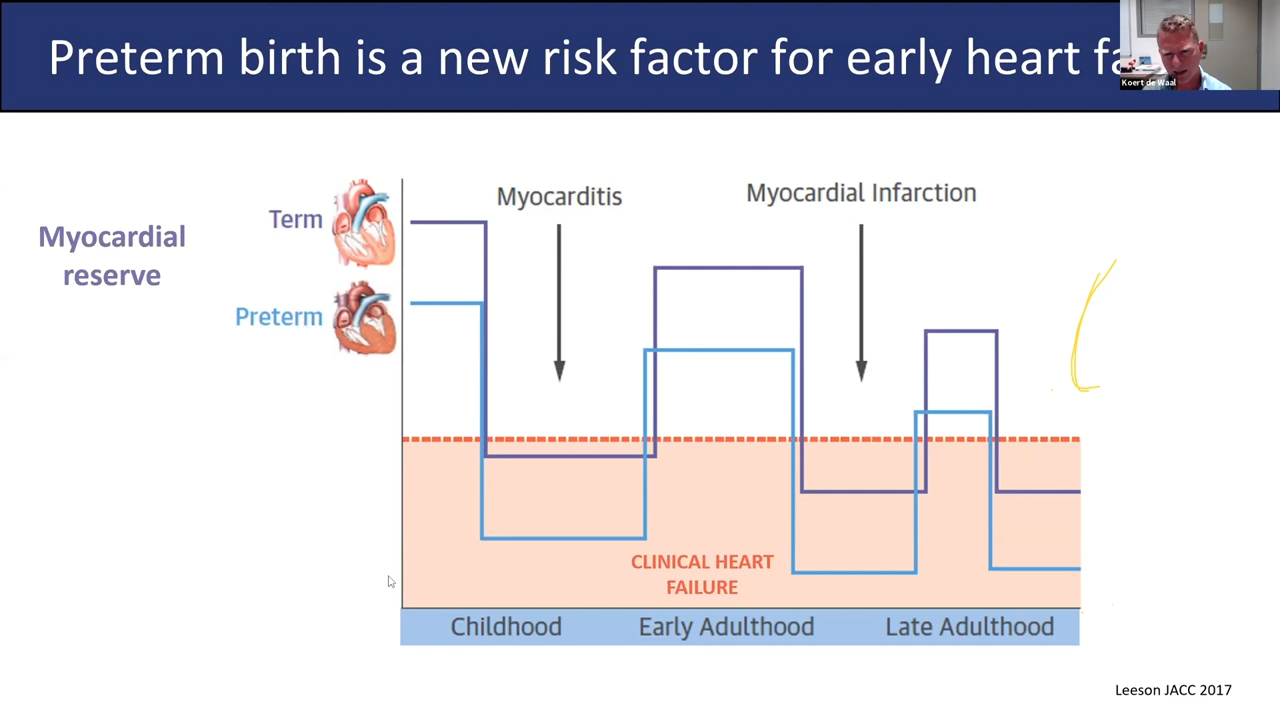 Preterm birth is a new risk factor for early heart fa
Koert de Waal
Myocarditis
Myocardial Infarction
Term
Myocardial
reserve
Preterm
CLINICAL HEART
FAILURE
Childhood
Early Adulthood
Late Adulthood
Leeson JACC 2017